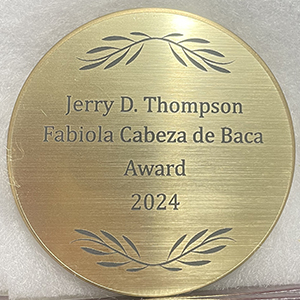 Jerry D. Thompson
Fabiola Cabeza de Baca
Award
2024